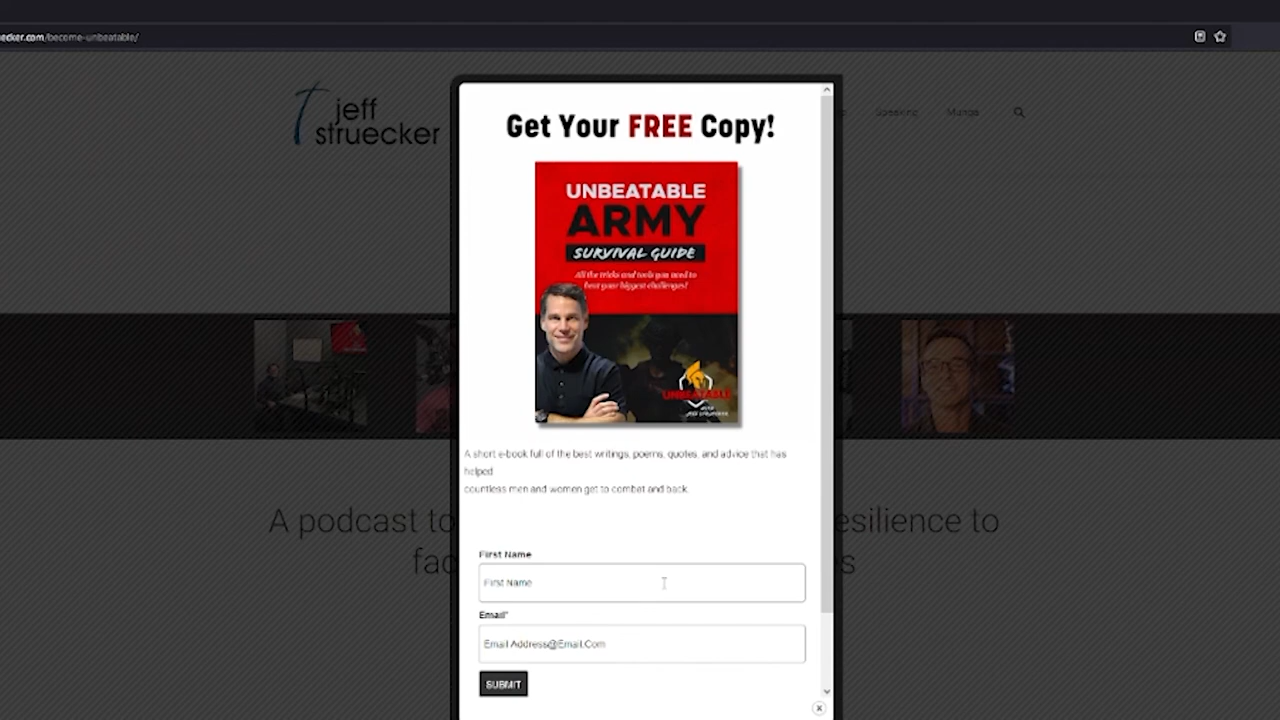 ecker.com/become-unbeatable/
jeff
struecker
Speaking
Get Your FREE Copy!
UNBEATABLE
ARMY
SURVIVAL GUIDE
All the tricks and tools you need to
beat your biggest challenges!
UNBEATABLE
A short e-book full of the best writings, poems, quotes, and advice that has
helped
countless men and women get to combat and back.
A podcast to
esilience to
First Name
First Name
Email*
Email Address@Email.Com
SUBMIT